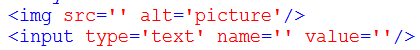 <img src='' alt='picture'/>
<input type='text' name='' value=''/>